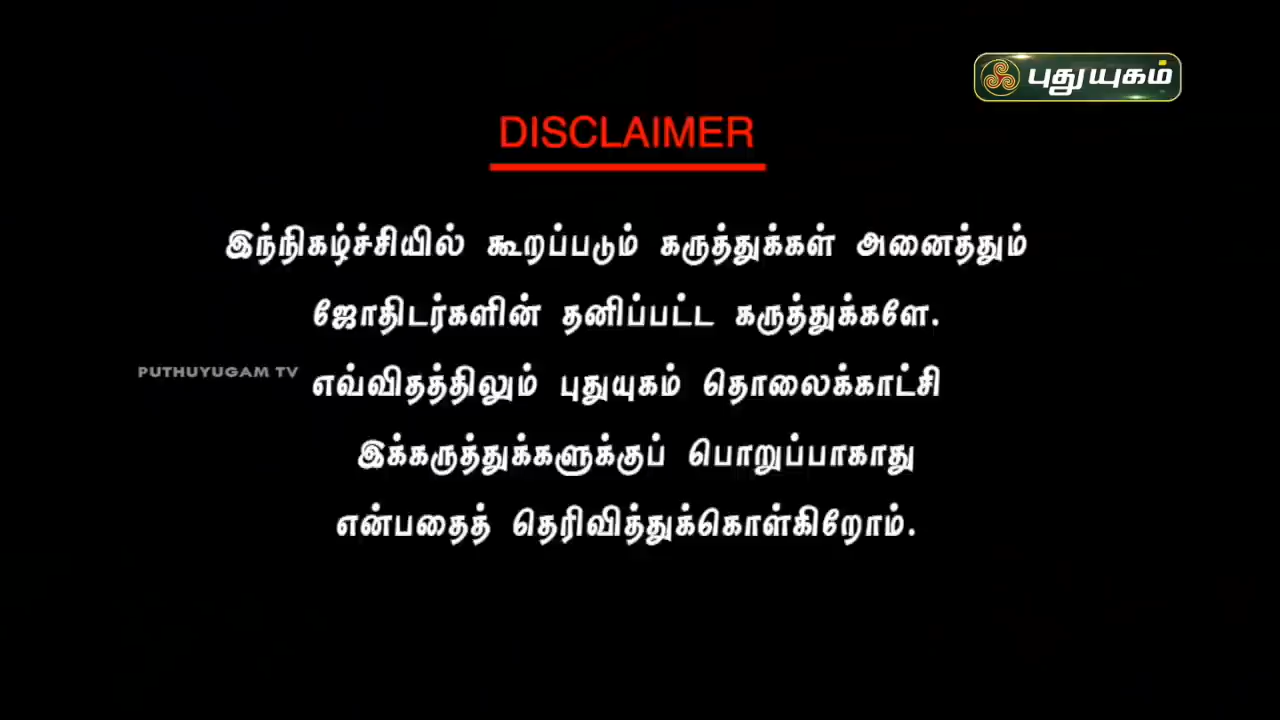 புதுயுகம்
DISCLAIMER
இந்நிகழ்ச்சியில் கூறப்படும் கருத்துக்கள் அனைத்தும்
ஜோதிடர்களின் தனிப்பட்ட கருத்துக்களே.
PUTHUYUGAM TV
எவ்விதத்திலும் புதுயுகம் தொலைக்காட்சி
இக்கருத்துக்களுக்குப் பொறுப்பாகாது
என்பதைத் தெரிவித்துக்கொள்கிறோம்.